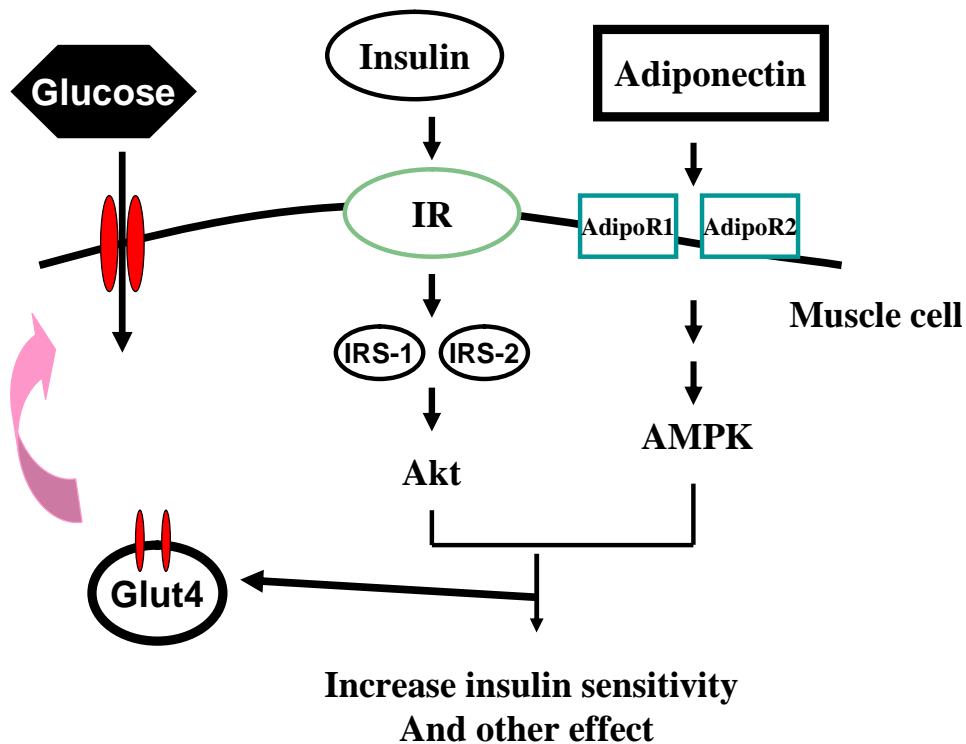 Glucose
Insulin
Adiponectin
IR
AdipoR1
AdipoR2
Muscle cell
IRS-1
IRS-2
Akt
AMPK
Glut4
Increase insulin sensitivity
And other effect